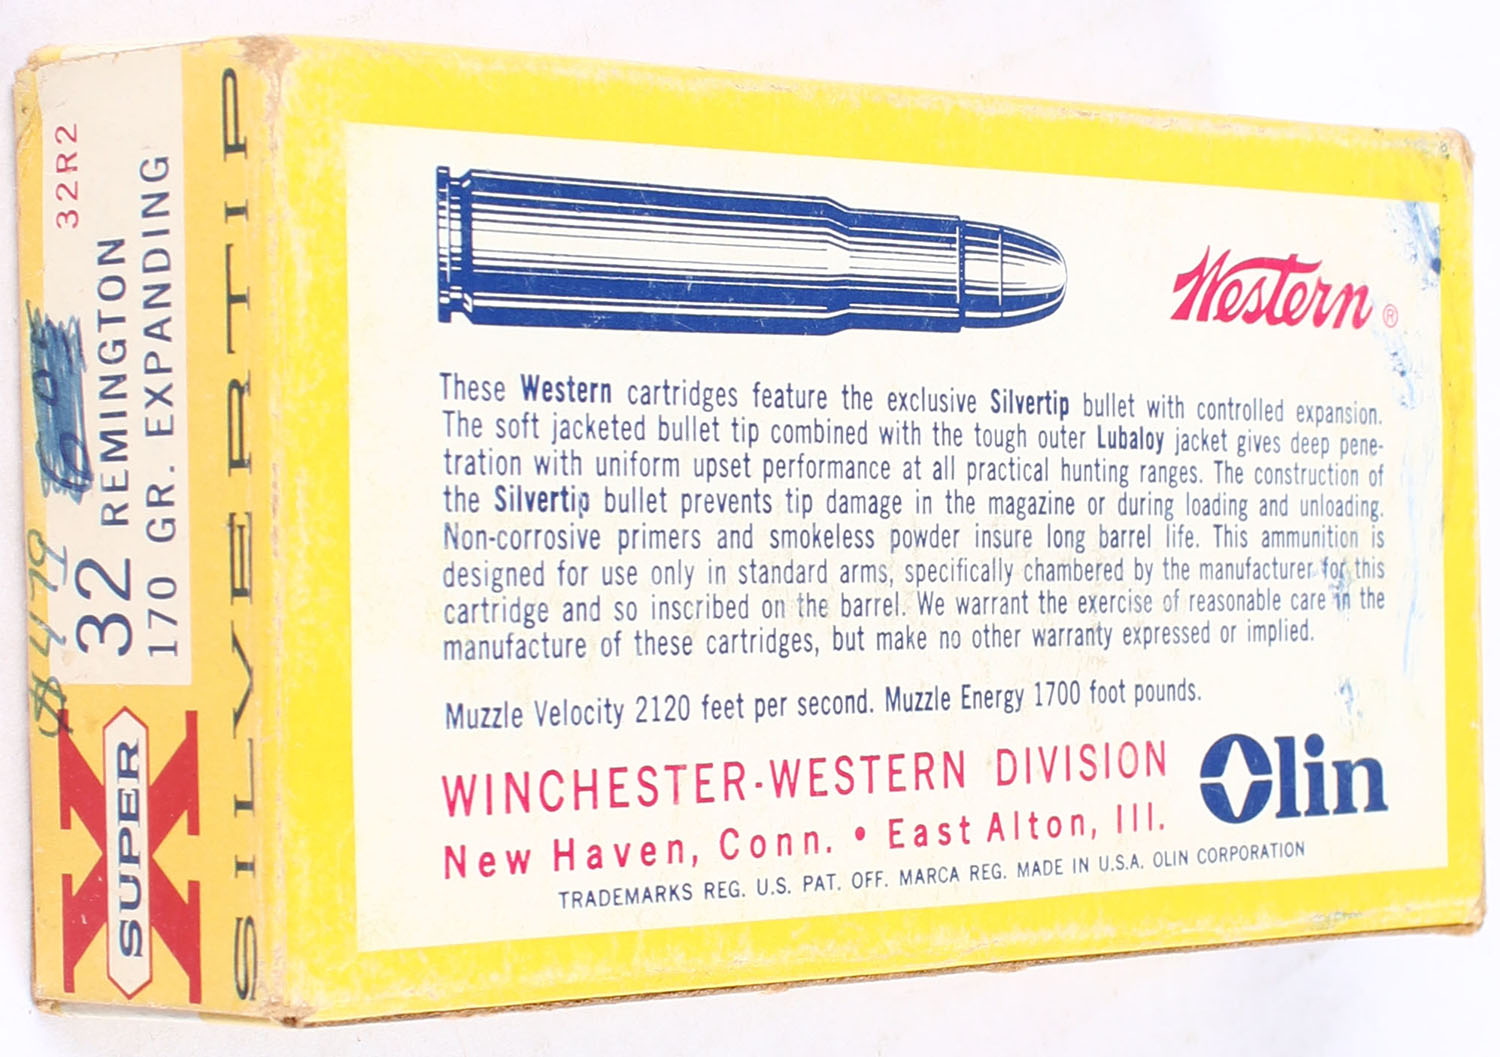 32R2
32 REMINGTON
170 GR. EXPANDING
$4.79
SUPER
X
SILVERTIP
Western ®
These Western cartridges feature the exclusive Silvertip bullet with controlled expansion.
The soft jacketed bullet tip combined with the tough outer Lubaloy jacket gives deep pene-
tration with uniform upset performance at all practical hunting ranges. The construction of
the Silvertip bullet prevents tip damage in the magazine or during loading and unloading.
Non-corrosive primers and smokeless powder insure long barrel life. This ammunition is
designed for use only in standard arms, specifically chambered by the manufacturer for this
cartridge and so inscribed on the barrel. We warrant the exercise of reasonable care in the
manufacture of these cartridges, but make no other warranty expressed or implied.
Muzzle Velocity 2120 feet per second. Muzzle Energy 1700 foot pounds.
WINCHESTER-WESTERN DIVISION
New Haven, Conn. • East Alton, Ill.
Olin
TRADEMARKS REG. U.S. PAT. OFF. MARCA REG. MADE IN U.S.A. OLIN CORPORATION